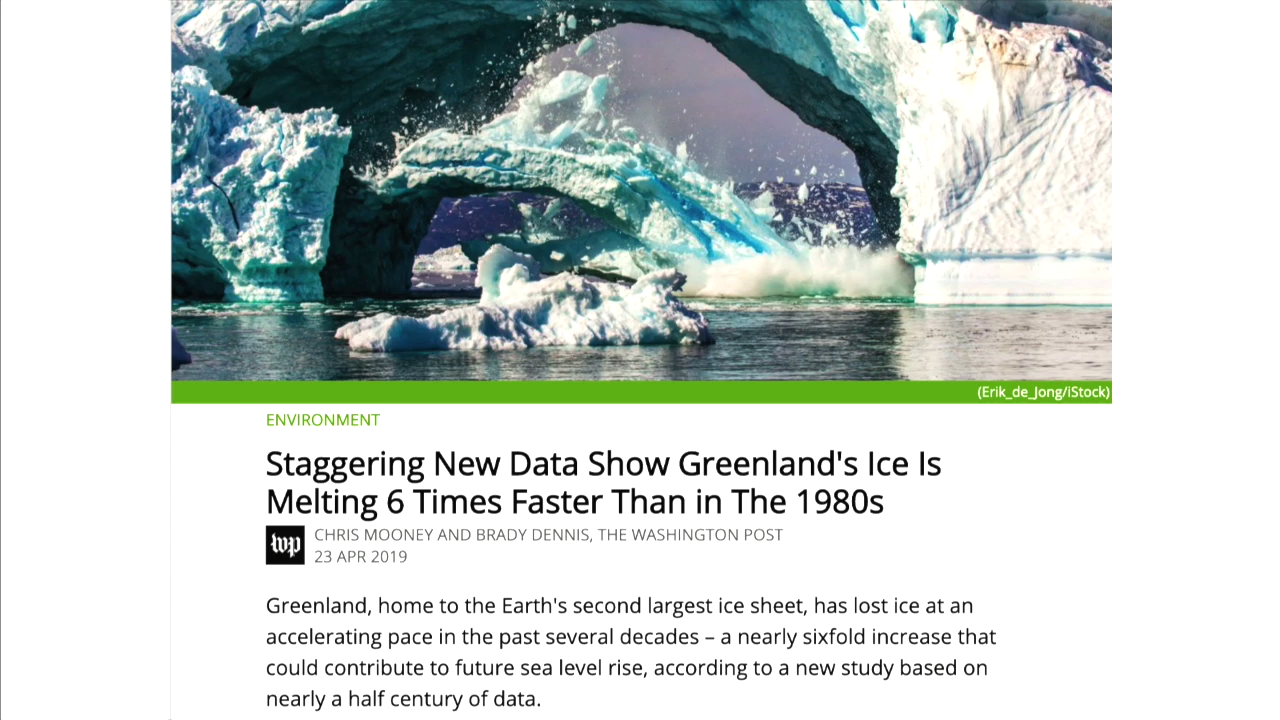 (Erik_de_Jong/iStock)
ENVIRONMENT
Staggering New Data Show Greenland's Ice Is
Melting 6 Times Faster Than in The 1980s
wp
CHRIS MOONEY AND BRADY DENNIS, THE WASHINGTON POST
23 APR 2019
Greenland, home to the Earth's second largest ice sheet, has lost ice at an
accelerating pace in the past several decades – a nearly sixfold increase that
could contribute to future sea level rise, according to a new study based on
nearly a half century of data.